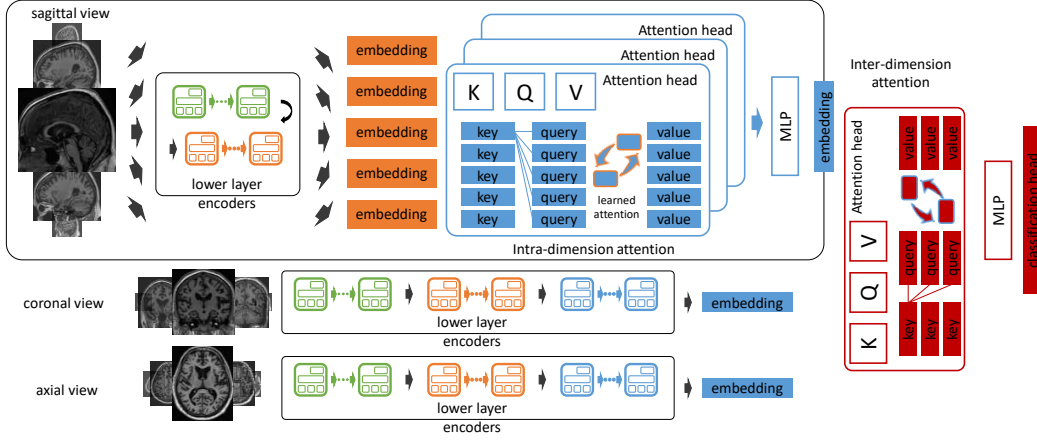 sagittal view
lower layer
encoders
embedding
embedding
embedding
embedding
embedding
Attention head
Attention head
Attention head
K
Q
V
key
query
value
key
query
value
key
query
value
key
query
value
key
query
value
learned
attention
Intra-dimension attention
MLP
embedding
Inter-dimension
attention
Attention head
K
Q
V
key
key
key
query
query
query
value
value
value
MLP
classification head
coronal view
lower layer
encoders
embedding
axial view
lower layer
encoders
embedding